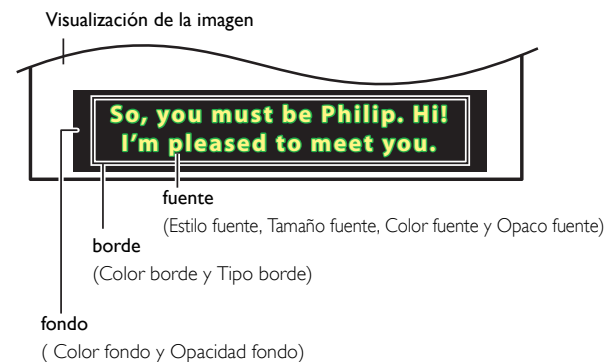 Visualización de la imagen
So, you must be Philip. Hi!
I'm pleased to meet you.
fuente
(Estilo fuente, Tamaño fuente, Color fuente y Opaco fuente)
borde
(Color borde y Tipo borde)
fondo
( Color fondo y Opacidad fondo)